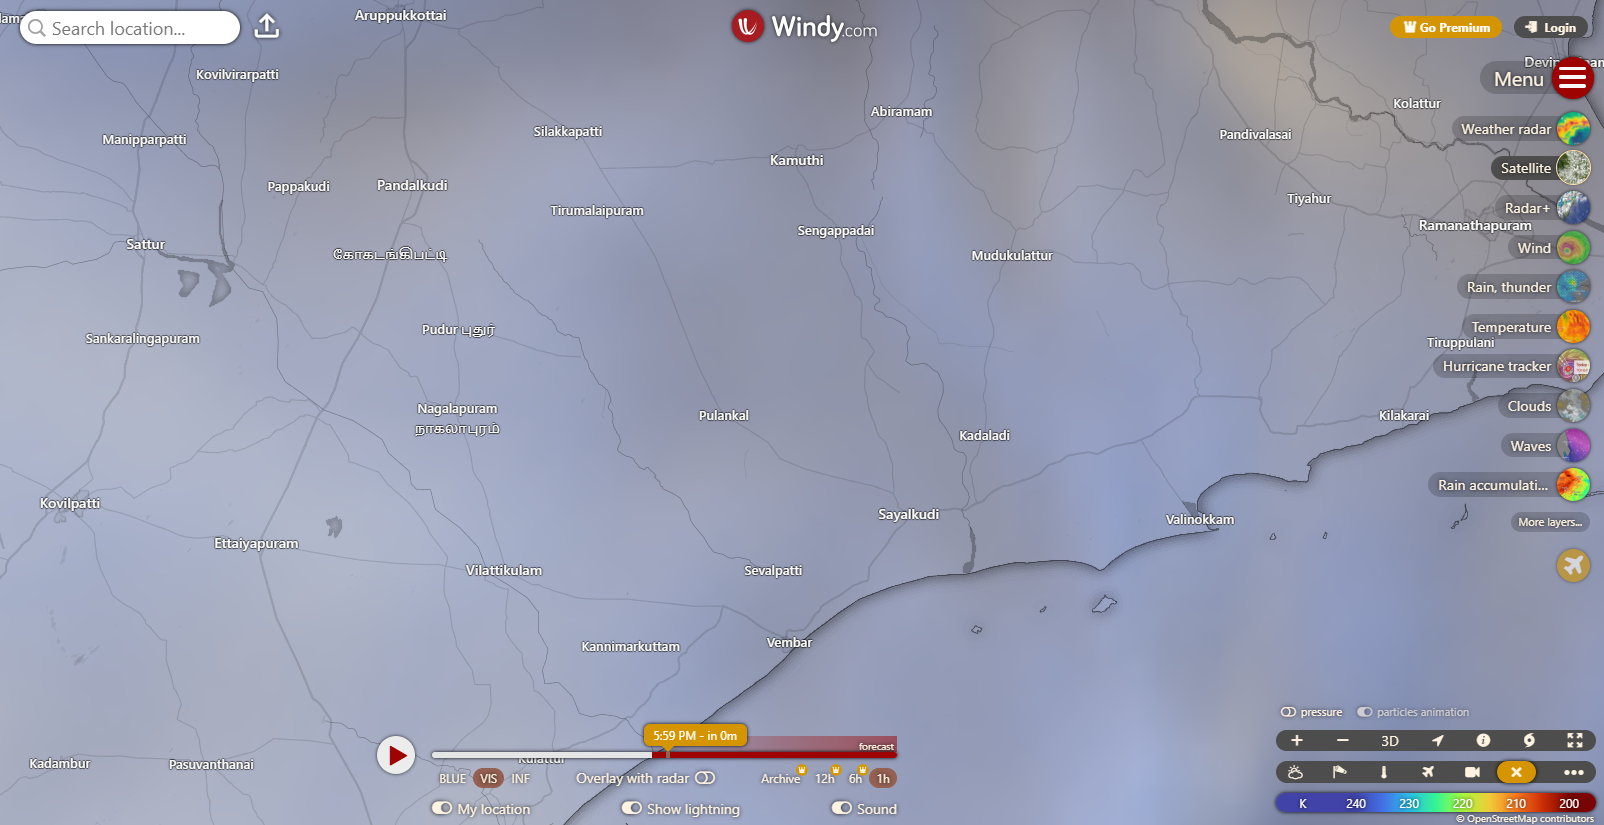 Aruppukkottai
Search location...
Windy.com
Go Premium
Login
Kovilvirarpatti
Menu
Kolattur
Abiramam
Weather radar
Silakkapatti
Pandivalasai
Manipparpatti
Kamuthi
Satellite
Pappakudi
Pandalkudi
Tiyahur
Radar+
Tirumalaipuram
Ramanathapuram
Sengappadai
Sattur
Wind
கோகடங்கிபட்டி
Mudukulattur
Rain, thunder
Temperature
Pudur புதுர்
Sankaralingapuram
Tiruppulani
Hurricane tracker
Clouds
Nagalapuram
நாகலாபுரம்
Pulankal
Kilakarai
Kadaladi
Waves
Rain accumulati...
Kovilpatti
Sayalkudi
Valinokkam
More layers...
Ettaiyapuram
Vilattikulam
Sevalpatti
Kannimarkuttam
Vembar
pressure
particles animation
5:59 PM - in 0m
forecast
3D
Kadambur
Pasuvanthanai
Kulattur
BLUE VIS INF
Overlay with radar
Archive 12h 6h 1h
My location
Show lightning
Sound
K 240 230 220 210 200
© OpenStreetMap contributors